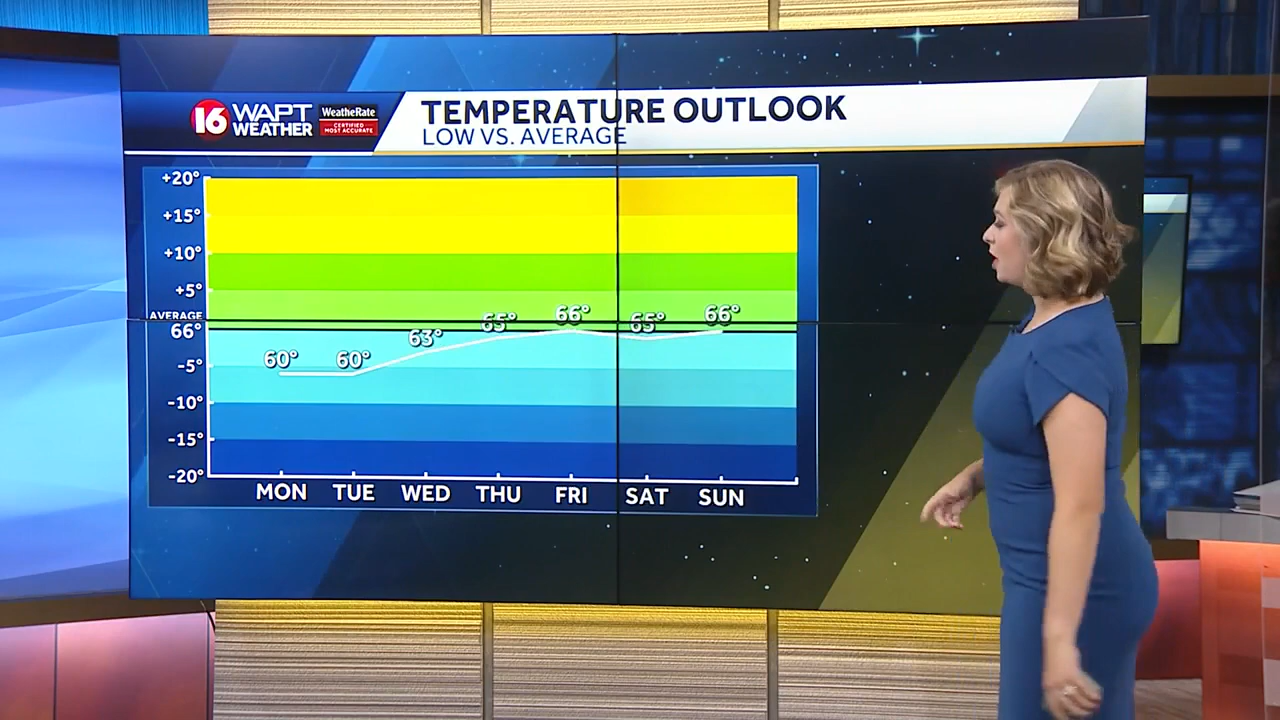 16 WAPT WEATHER
WeatheRate
CERTIFIED
MOST ACCURATE
TEMPERATURE OUTLOOK
LOW VS. AVERAGE
+20°
+15°
+10°
+5°
AVERAGE
66°
-5°
-10°
-15°
-20°
60° 60° 63° 65° 66° 65° 66°
MON TUE WED THU FRI SAT SUN